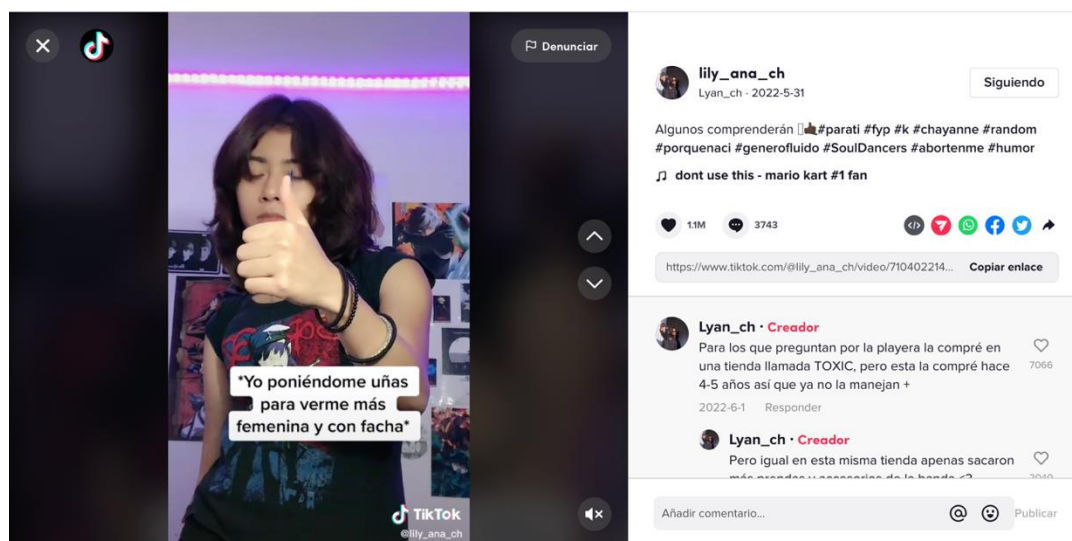 Denunciar
*Yo poniéndome uñas
para verme más
femenina y con facha*
TikTok
@lily_ana_ch
lily_ana_ch
Lyan_ch · 2022-5-31
Siguiendo
Algunos comprenderán #parati #fyp #k #chayanne #random
#porquenaci #generofluido #SoulDancers #abortenme #humor
dont use this - mario kart #1 fan
1.1M
3743
https://www.tiktok.com/@lily_ana_ch/video/710402214...
Copiar enlace
Lyan_ch · Creador
Para los que preguntan por la playera la compré en
una tienda llamada TOXIC, pero esta la compré hace
4-5 años así que ya no la manejan +
7066
2022-6-1 Responder
Lyan_ch · Creador
Pero igual en esta misma tienda apenas sacaron
Añadir comentario...
Publicar